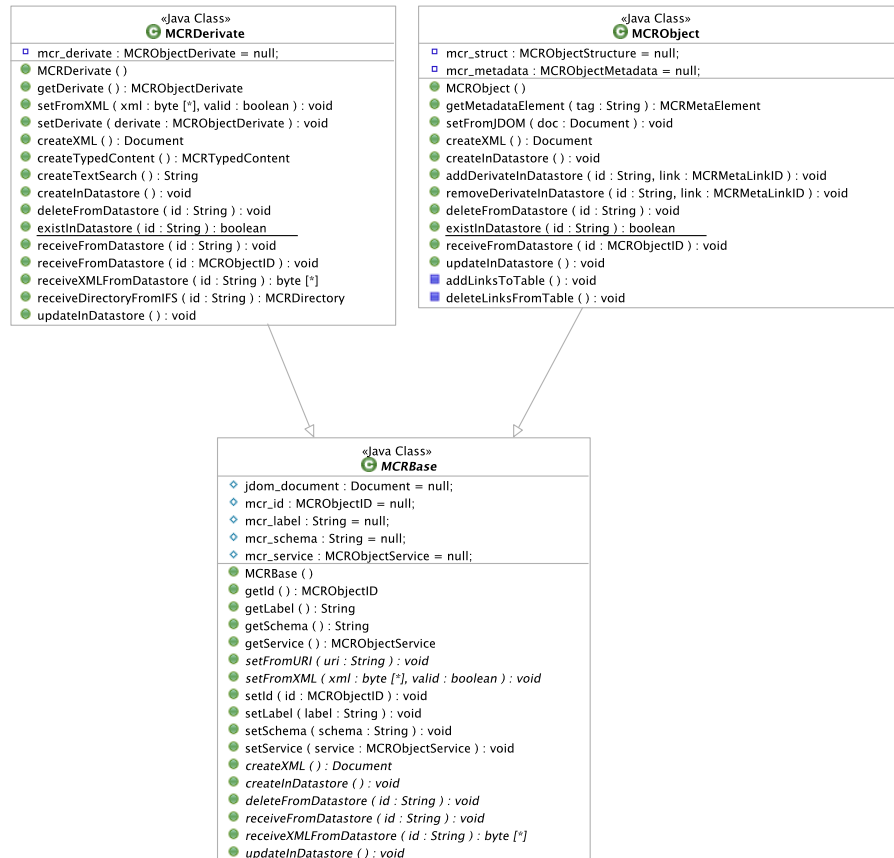 «Java Class»
C MCRDerivate
mcr_derivate : MCRObjectDerivate = null;
MCRDerivate ( )
getDerivate ( ) : MCRObjectDerivate
setFromXML ( xml : byte [*], valid : boolean ) : void
setDerivate ( derivate : MCRObjectDerivate ) : void
createXML ( ) : Document
createTypedContent ( ) : MCRTypedContent
createTextSearch ( ) : String
createInDatastore ( ) : void
deleteFromDatastore ( id : String ) : void
existInDatastore ( id : String ) : boolean
receiveFromDatastore ( id : String ) : void
receiveFromDatastore ( id : MCRObjectID ) : void
receiveXMLFromDatastore ( id : String ) : byte [*]
receiveDirectoryFromIFS ( id : String ) : MCRDirectory
updateInDatastore ( ) : void
«Java Class»
C MCRObject
mcr_struct : MCRObjectStructure = null;
mcr_metadata : MCRObjectMetadata = null;
MCRObject ( )
getMetadataElement ( tag : String ) : MCRMetaElement
setFromJDOM ( doc : Document ) : void
createXML ( ) : Document
createInDatastore ( ) : void
addDerivateInDatastore ( id : String, link : MCRMetaLinkID ) : void
removeDerivateInDatastore ( id : String, link : MCRMetaLinkID ) : void
deleteFromDatastore ( id : String ) : void
existInDatastore ( id : String ) : boolean
receiveFromDatastore ( id : MCRObjectID ) : void
updateInDatastore ( ) : void
addLinksToTable ( ) : void
deleteLinksFromTable ( ) : void
«Java Class»
C MCRBase
jdom_document : Document = null;
mcr_id : MCRObjectID = null;
mcr_label : String = null;
mcr_schema : String = null;
mcr_service : MCRObjectService = null;
MCRBase ( )
getId ( ) : MCRObjectID
getLabel ( ) : String
getSchema ( ) : String
getService ( ) : MCRObjectService
setFromURI ( uri : String ) : void
setFromXML ( xml : byte [*], valid : boolean ) : void
setId ( id : MCRObjectID ) : void
setLabel ( label : String ) : void
setSchema ( schema : String ) : void
setService ( service : MCRObjectService ) : void
createXML ( ) : Document
createInDatastore ( ) : void
deleteFromDatastore ( id : String ) : void
receiveFromDatastore ( id : String ) : void
receiveXMLFromDatastore ( id : String ) : byte [*]
updateInDatastore ( ) : void